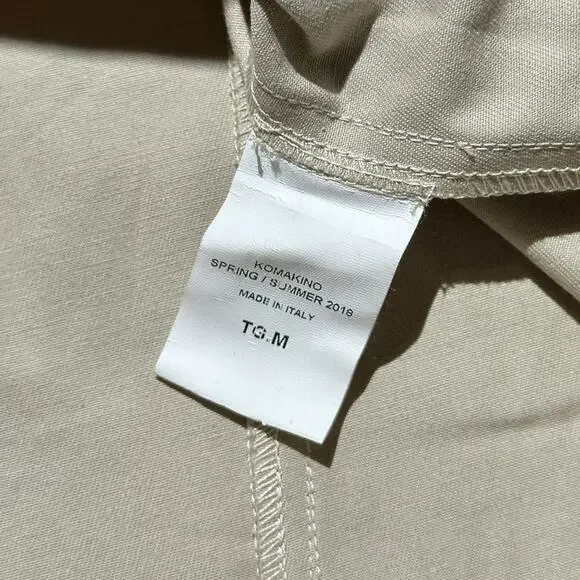 KOMAKINO
SPRING / SUMMER 2018
MADE IN ITALY
TG.M